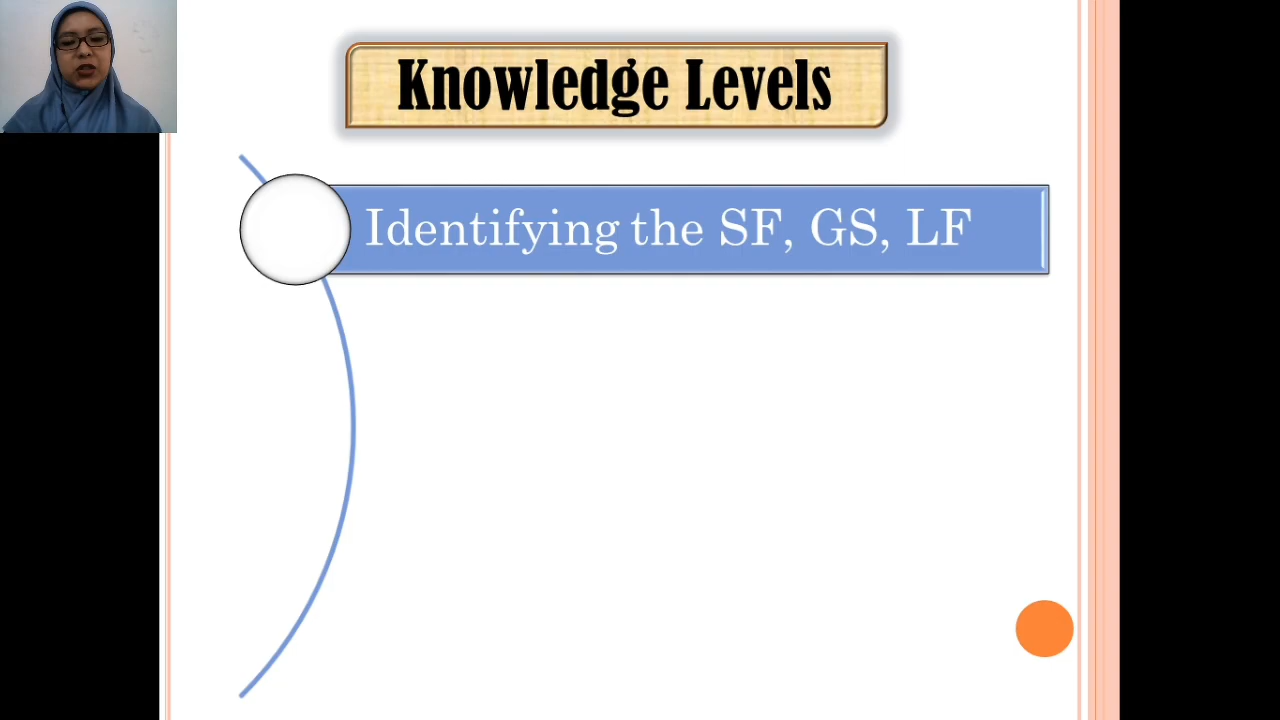 Knowledge Levels
Identifying the SF, GS, LF